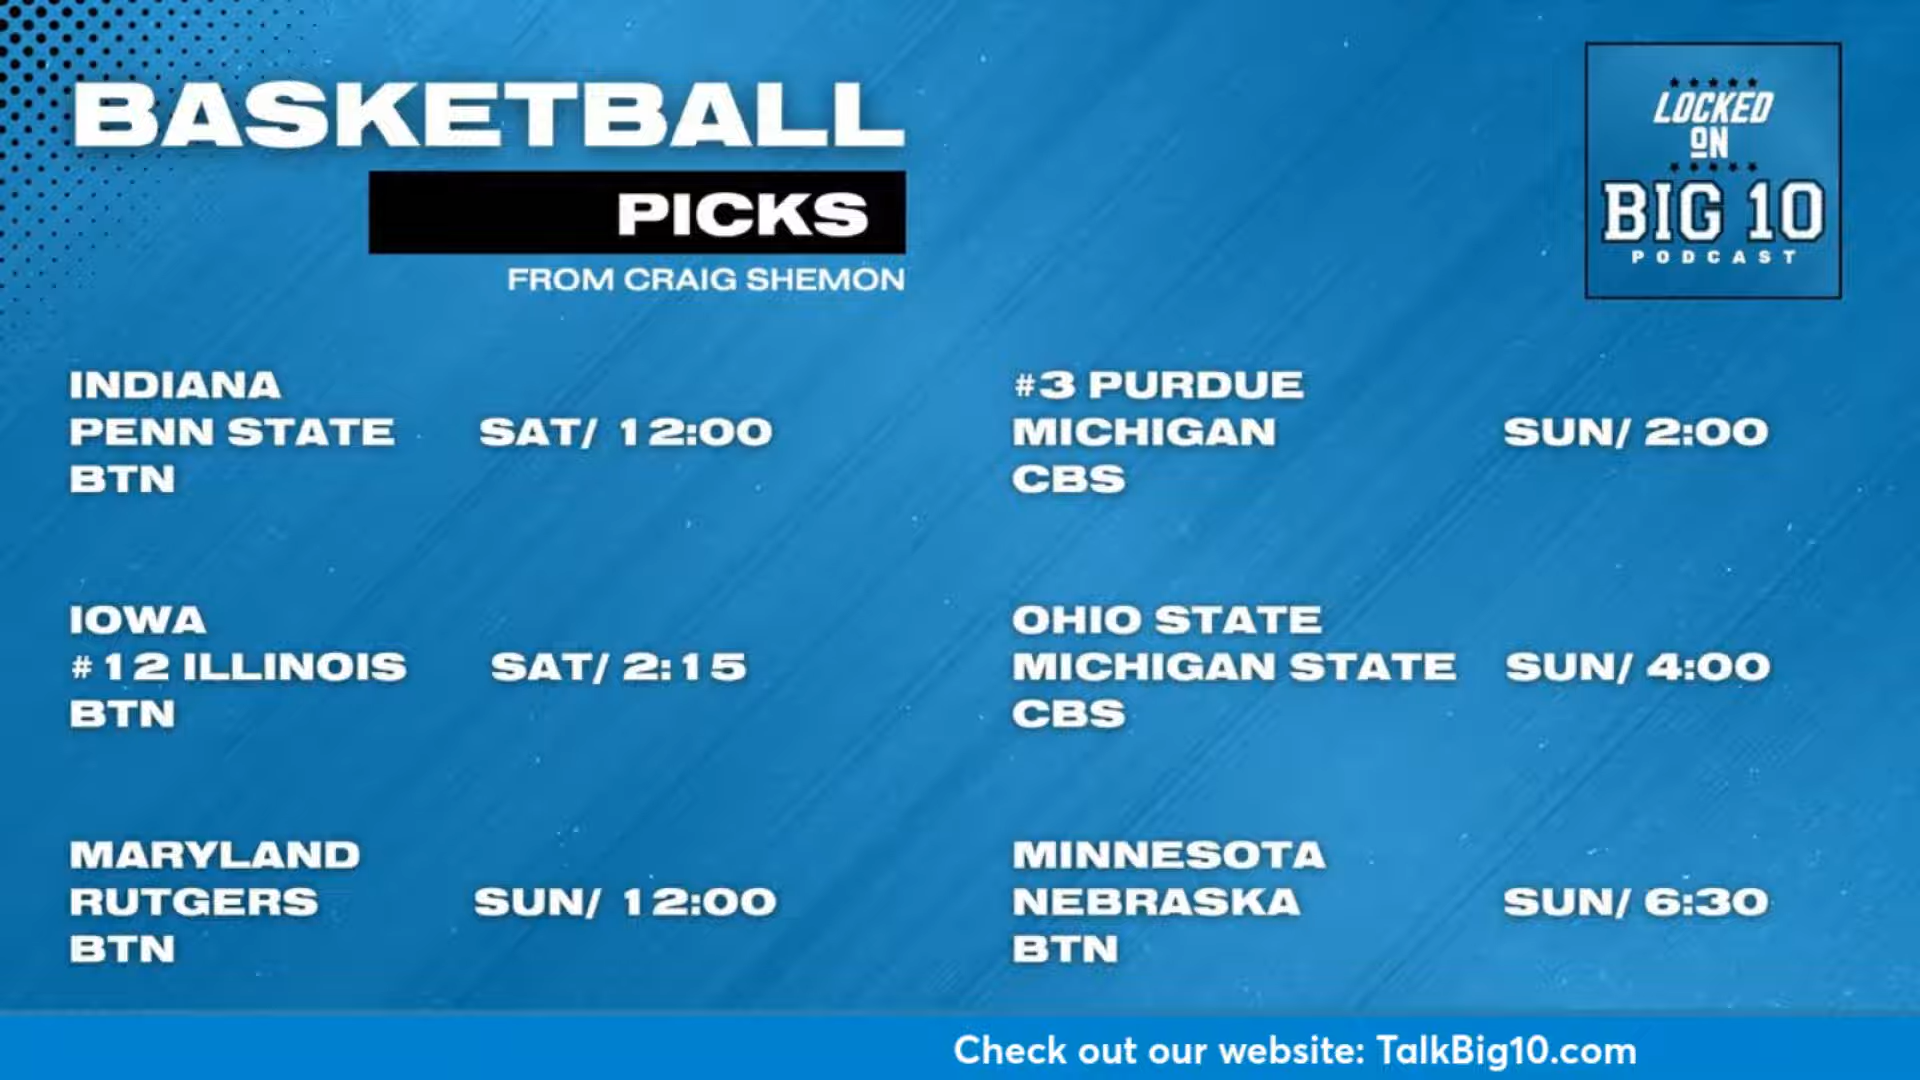 BASKETBALL
PICKS
FROM CRAIG SHEMON
LOCKED
ON
BIG 10
PODCAST
INDIANA
PENN STATE SAT/ 12:00
BTN
#3 PURDUE
MICHIGAN SUN/ 2:00
CBS
IOWA
#12 ILLINOIS SAT/ 2:15
BTN
OHIO STATE
MICHIGAN STATE SUN/ 4:00
CBS
MARYLAND
RUTGERS SUN/ 12:00
BTN
MINNESOTA
NEBRASKA SUN/ 6:30
BTN
Check out our website: TalkBig10.com